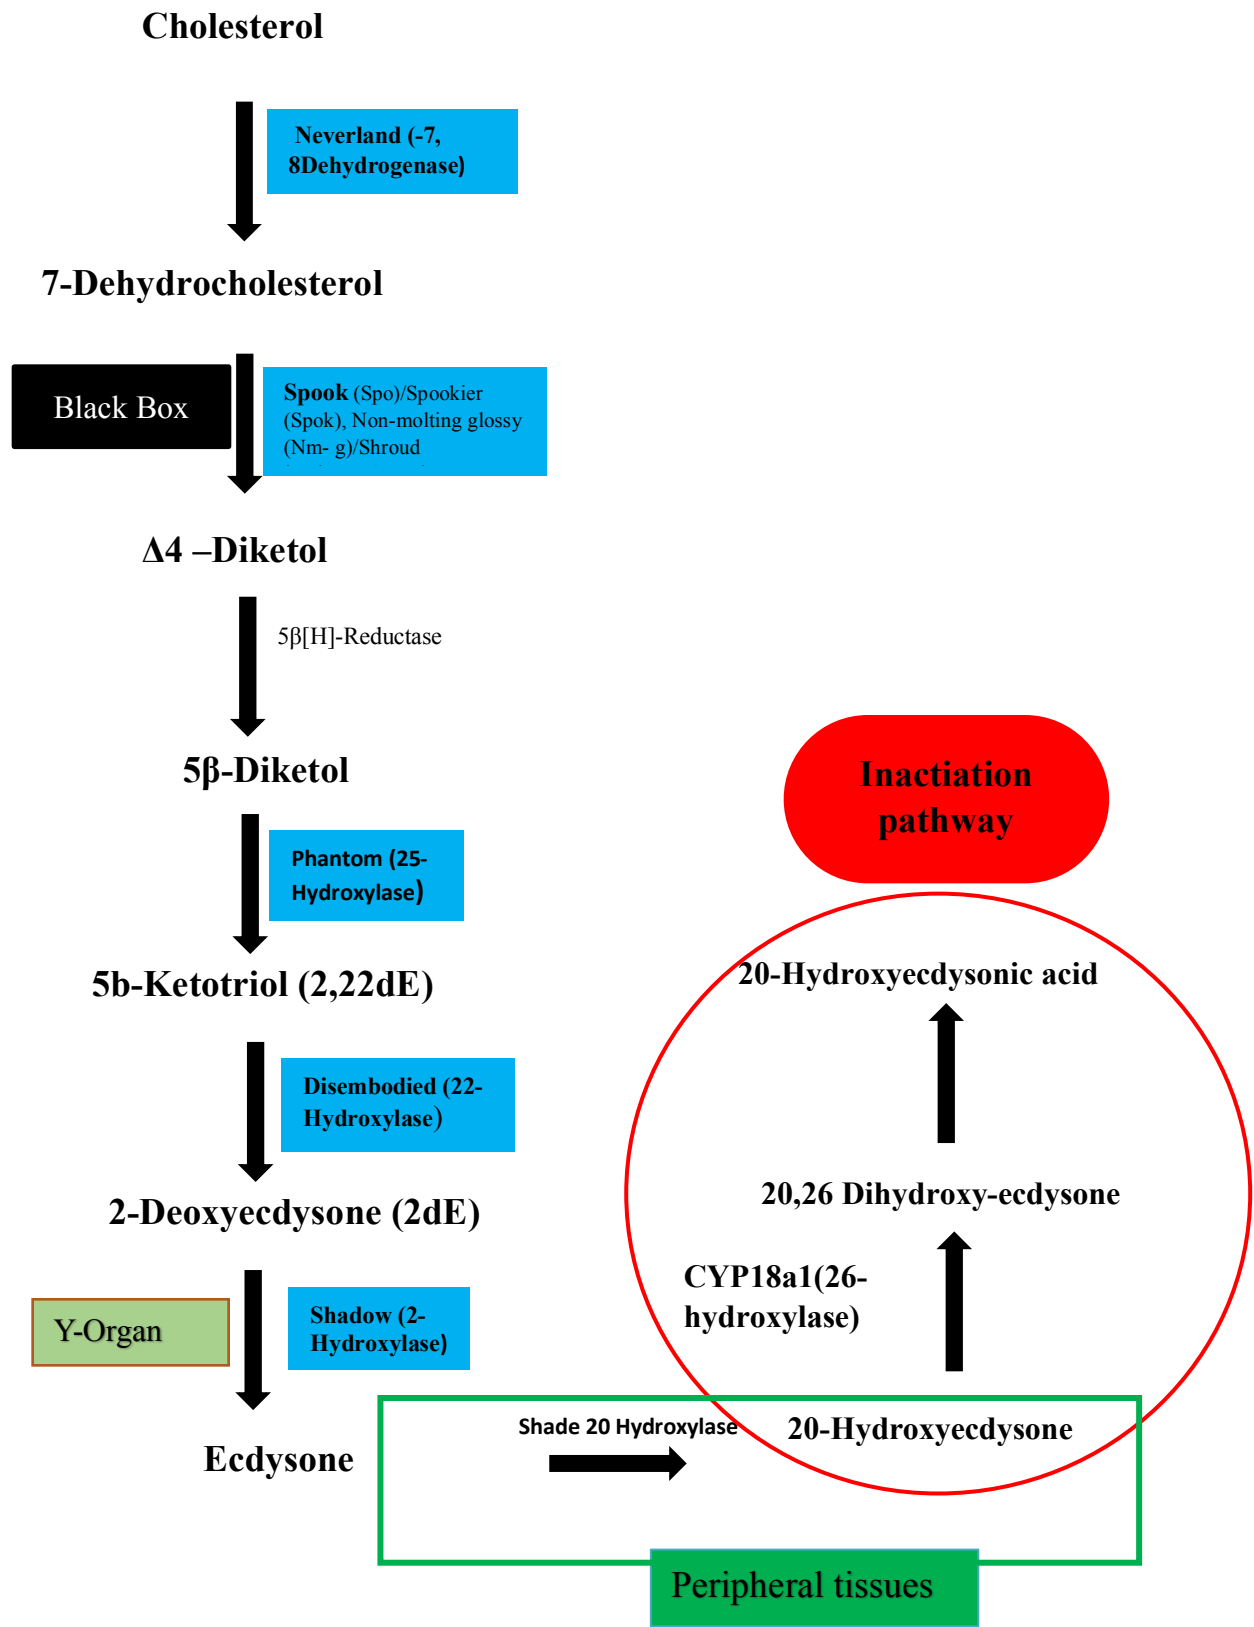 Cholesterol
Neverland (-7,
8Dehydrogenase)
7-Dehydrocholesterol
Black Box
Spook (Spo)/Spookier
(Spok), Non-molting glossy
(Nm- g)/Shroud
Δ4 –Diketol
5β[H]-Reductase
5β-Diketol
Phantom (25-
Hydroxylase)
5b-Ketotriol (2,22dE)
Disembodied (22-
Hydroxylase)
2-Deoxyecdysone (2dE)
Y-Organ
Shadow (2-
Hydroxylase)
Ecdysone
Shade 20 Hydroxylase
20-Hydroxyecdysone
Peripheral tissues
CYP18a1(26-
hydroxylase)
20,26 Dihydroxy-ecdysone
20-Hydroxyecdysonic acid
Inactiation
pathway